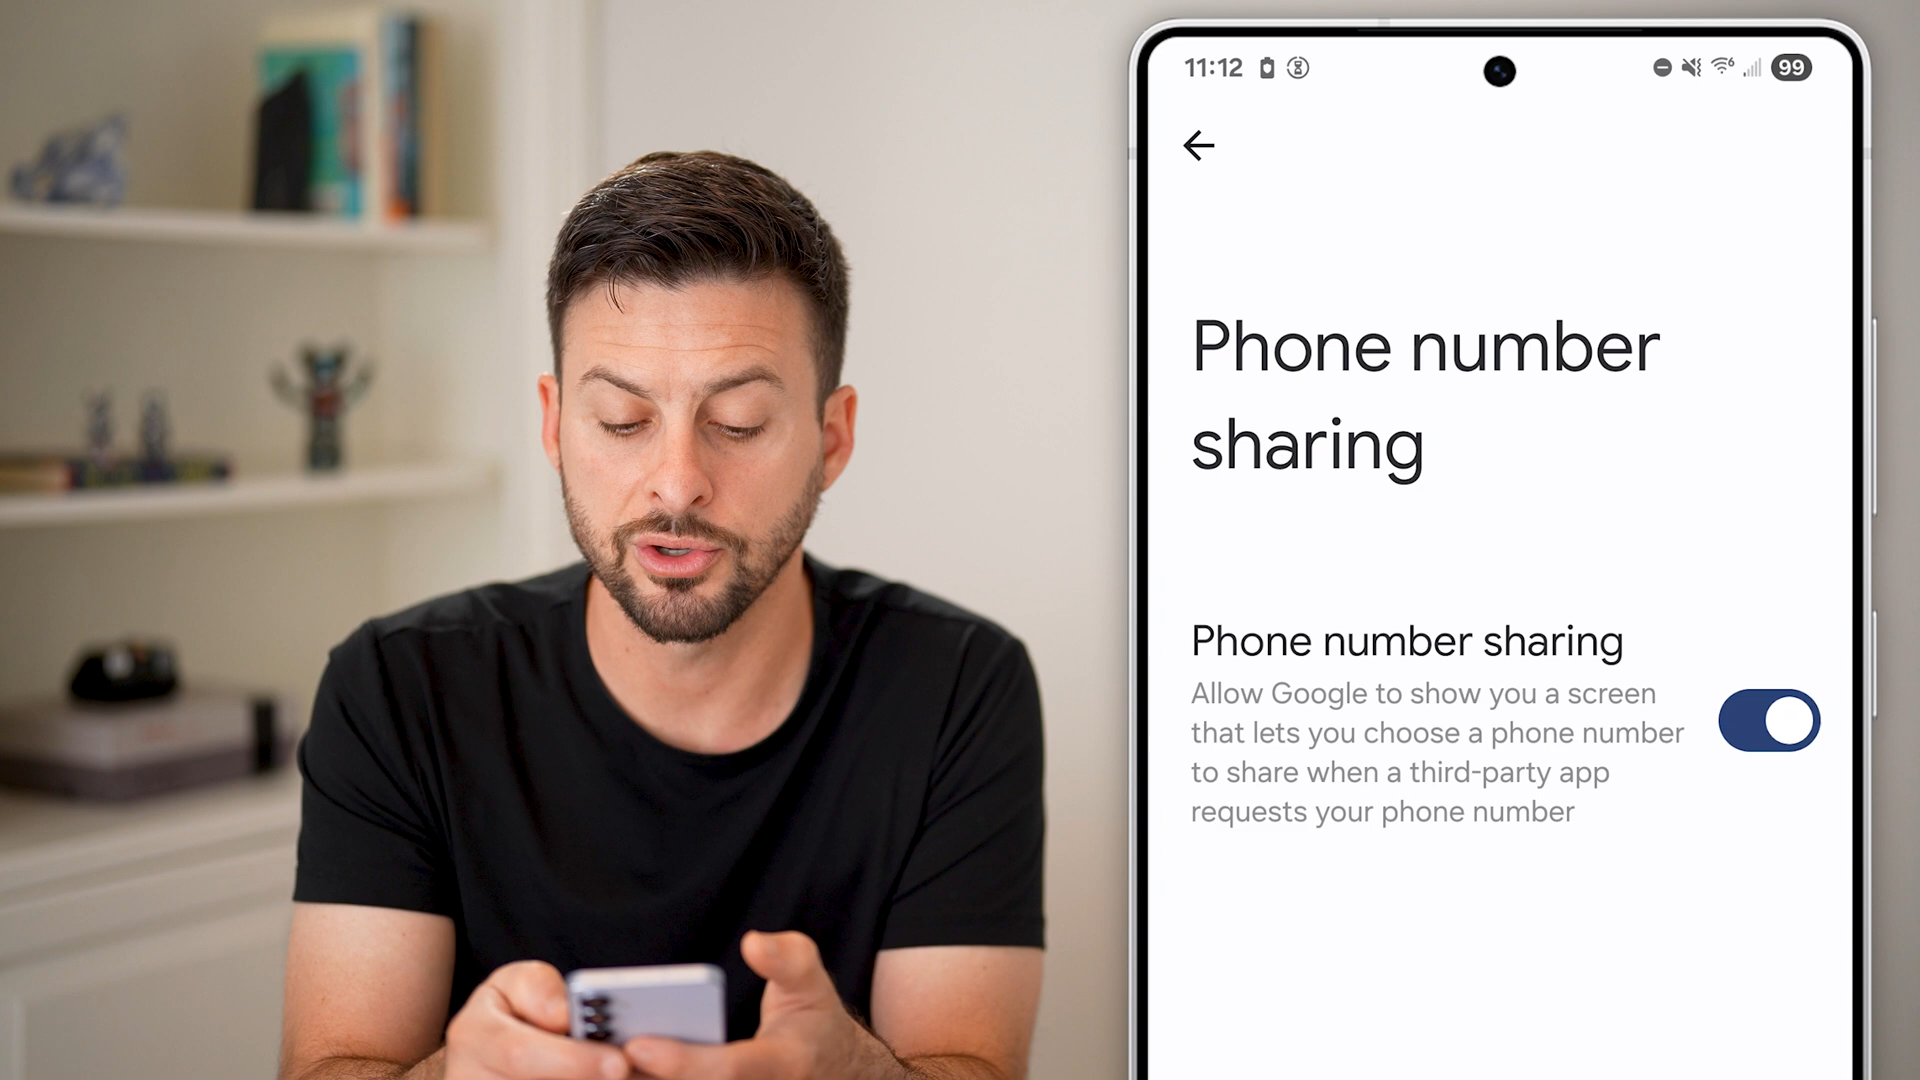 11:12
99
Phone number
sharing
Phone number sharing
Allow Google to show you a screen
that lets you choose a phone number
to share when a third-party app
requests your phone number